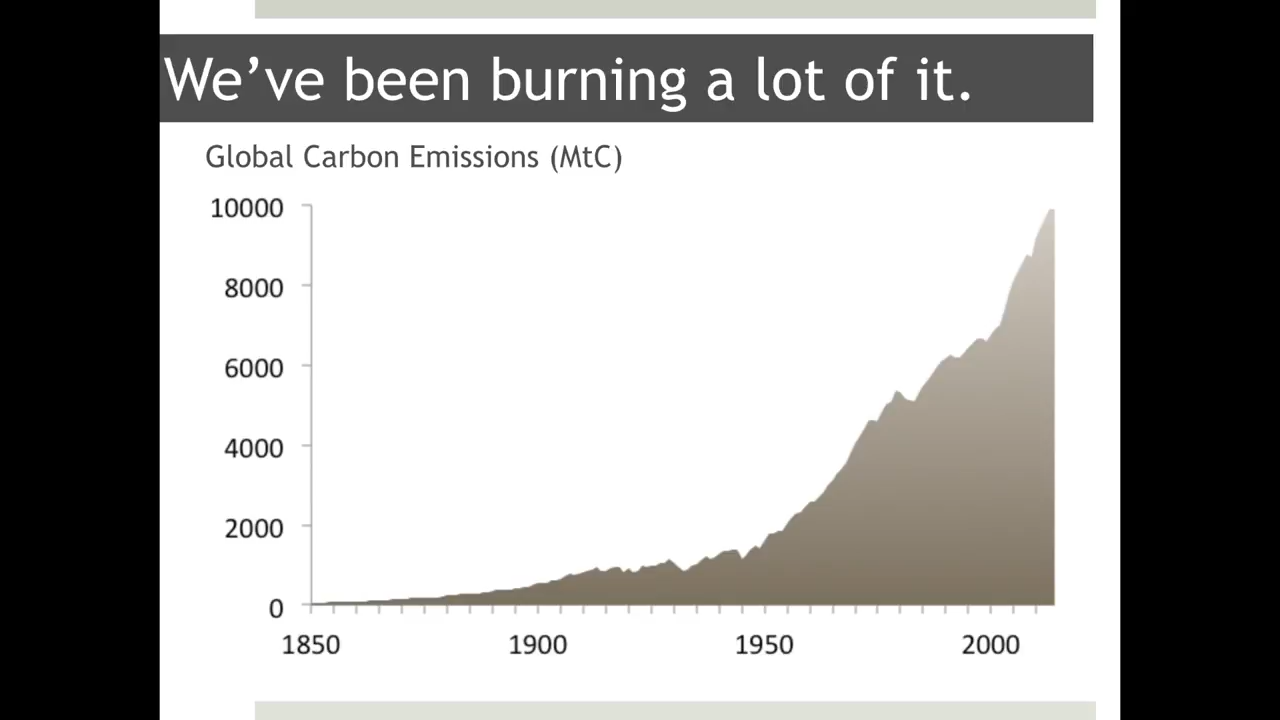 We’ve been burning a lot of it.
Global Carbon Emissions (MtC)
10000
8000
6000
4000
2000
0
1850 1900 1950 2000